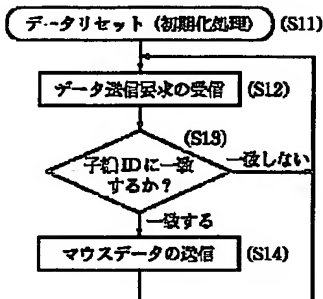 データリセット（初期化処理） (S11)
データ送信要求の受信 (S12)
(S13)
子機IDに一致
するか？
一致しない
一致する
マウスデータの送信 (S14)